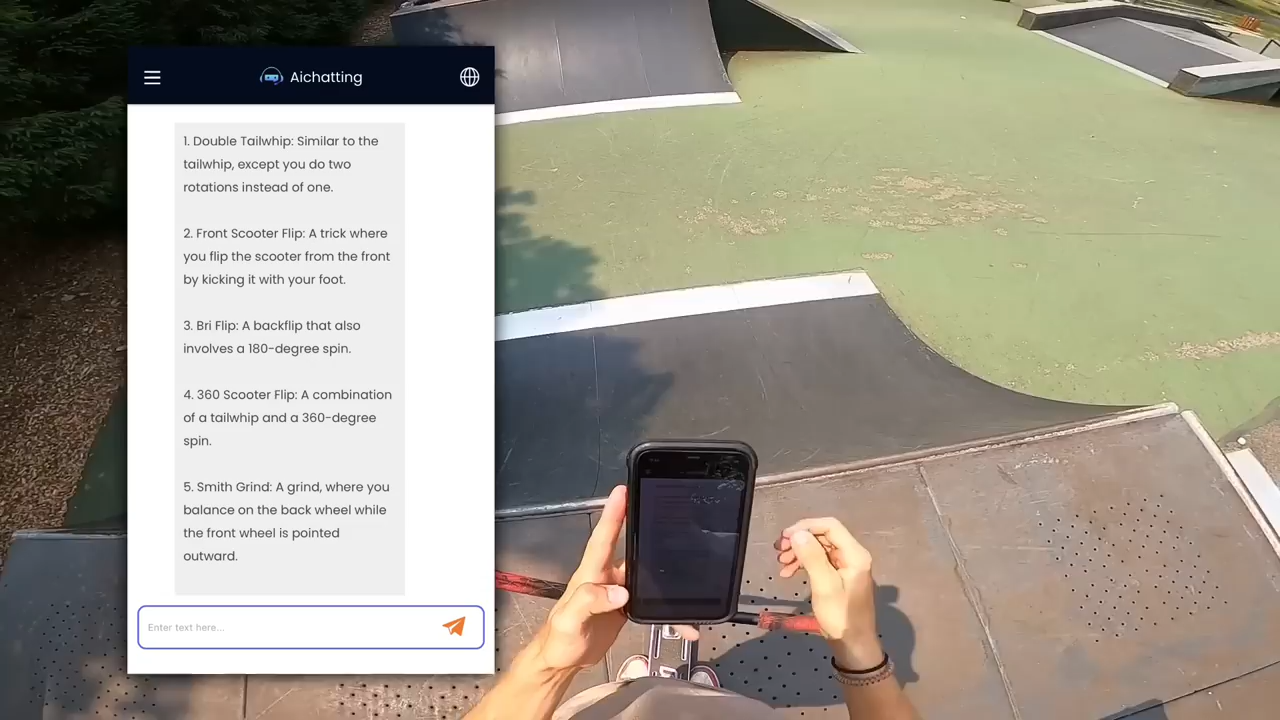 Aichatting
1. Double Tailwhip: Similar to the
tailwhip, except you do two
rotations instead of one.
2. Front Scooter Flip: A trick where
you flip the scooter from the front
by kicking it with your foot.
3. Bri Flip: A backflip that also
involves a 180-degree spin.
4. 360 Scooter Flip: A combination
of a tailwhip and a 360-degree
spin.
5. Smith Grind: A grind, where you
balance on the back wheel while
the front wheel is pointed
outward.
Enter text here...